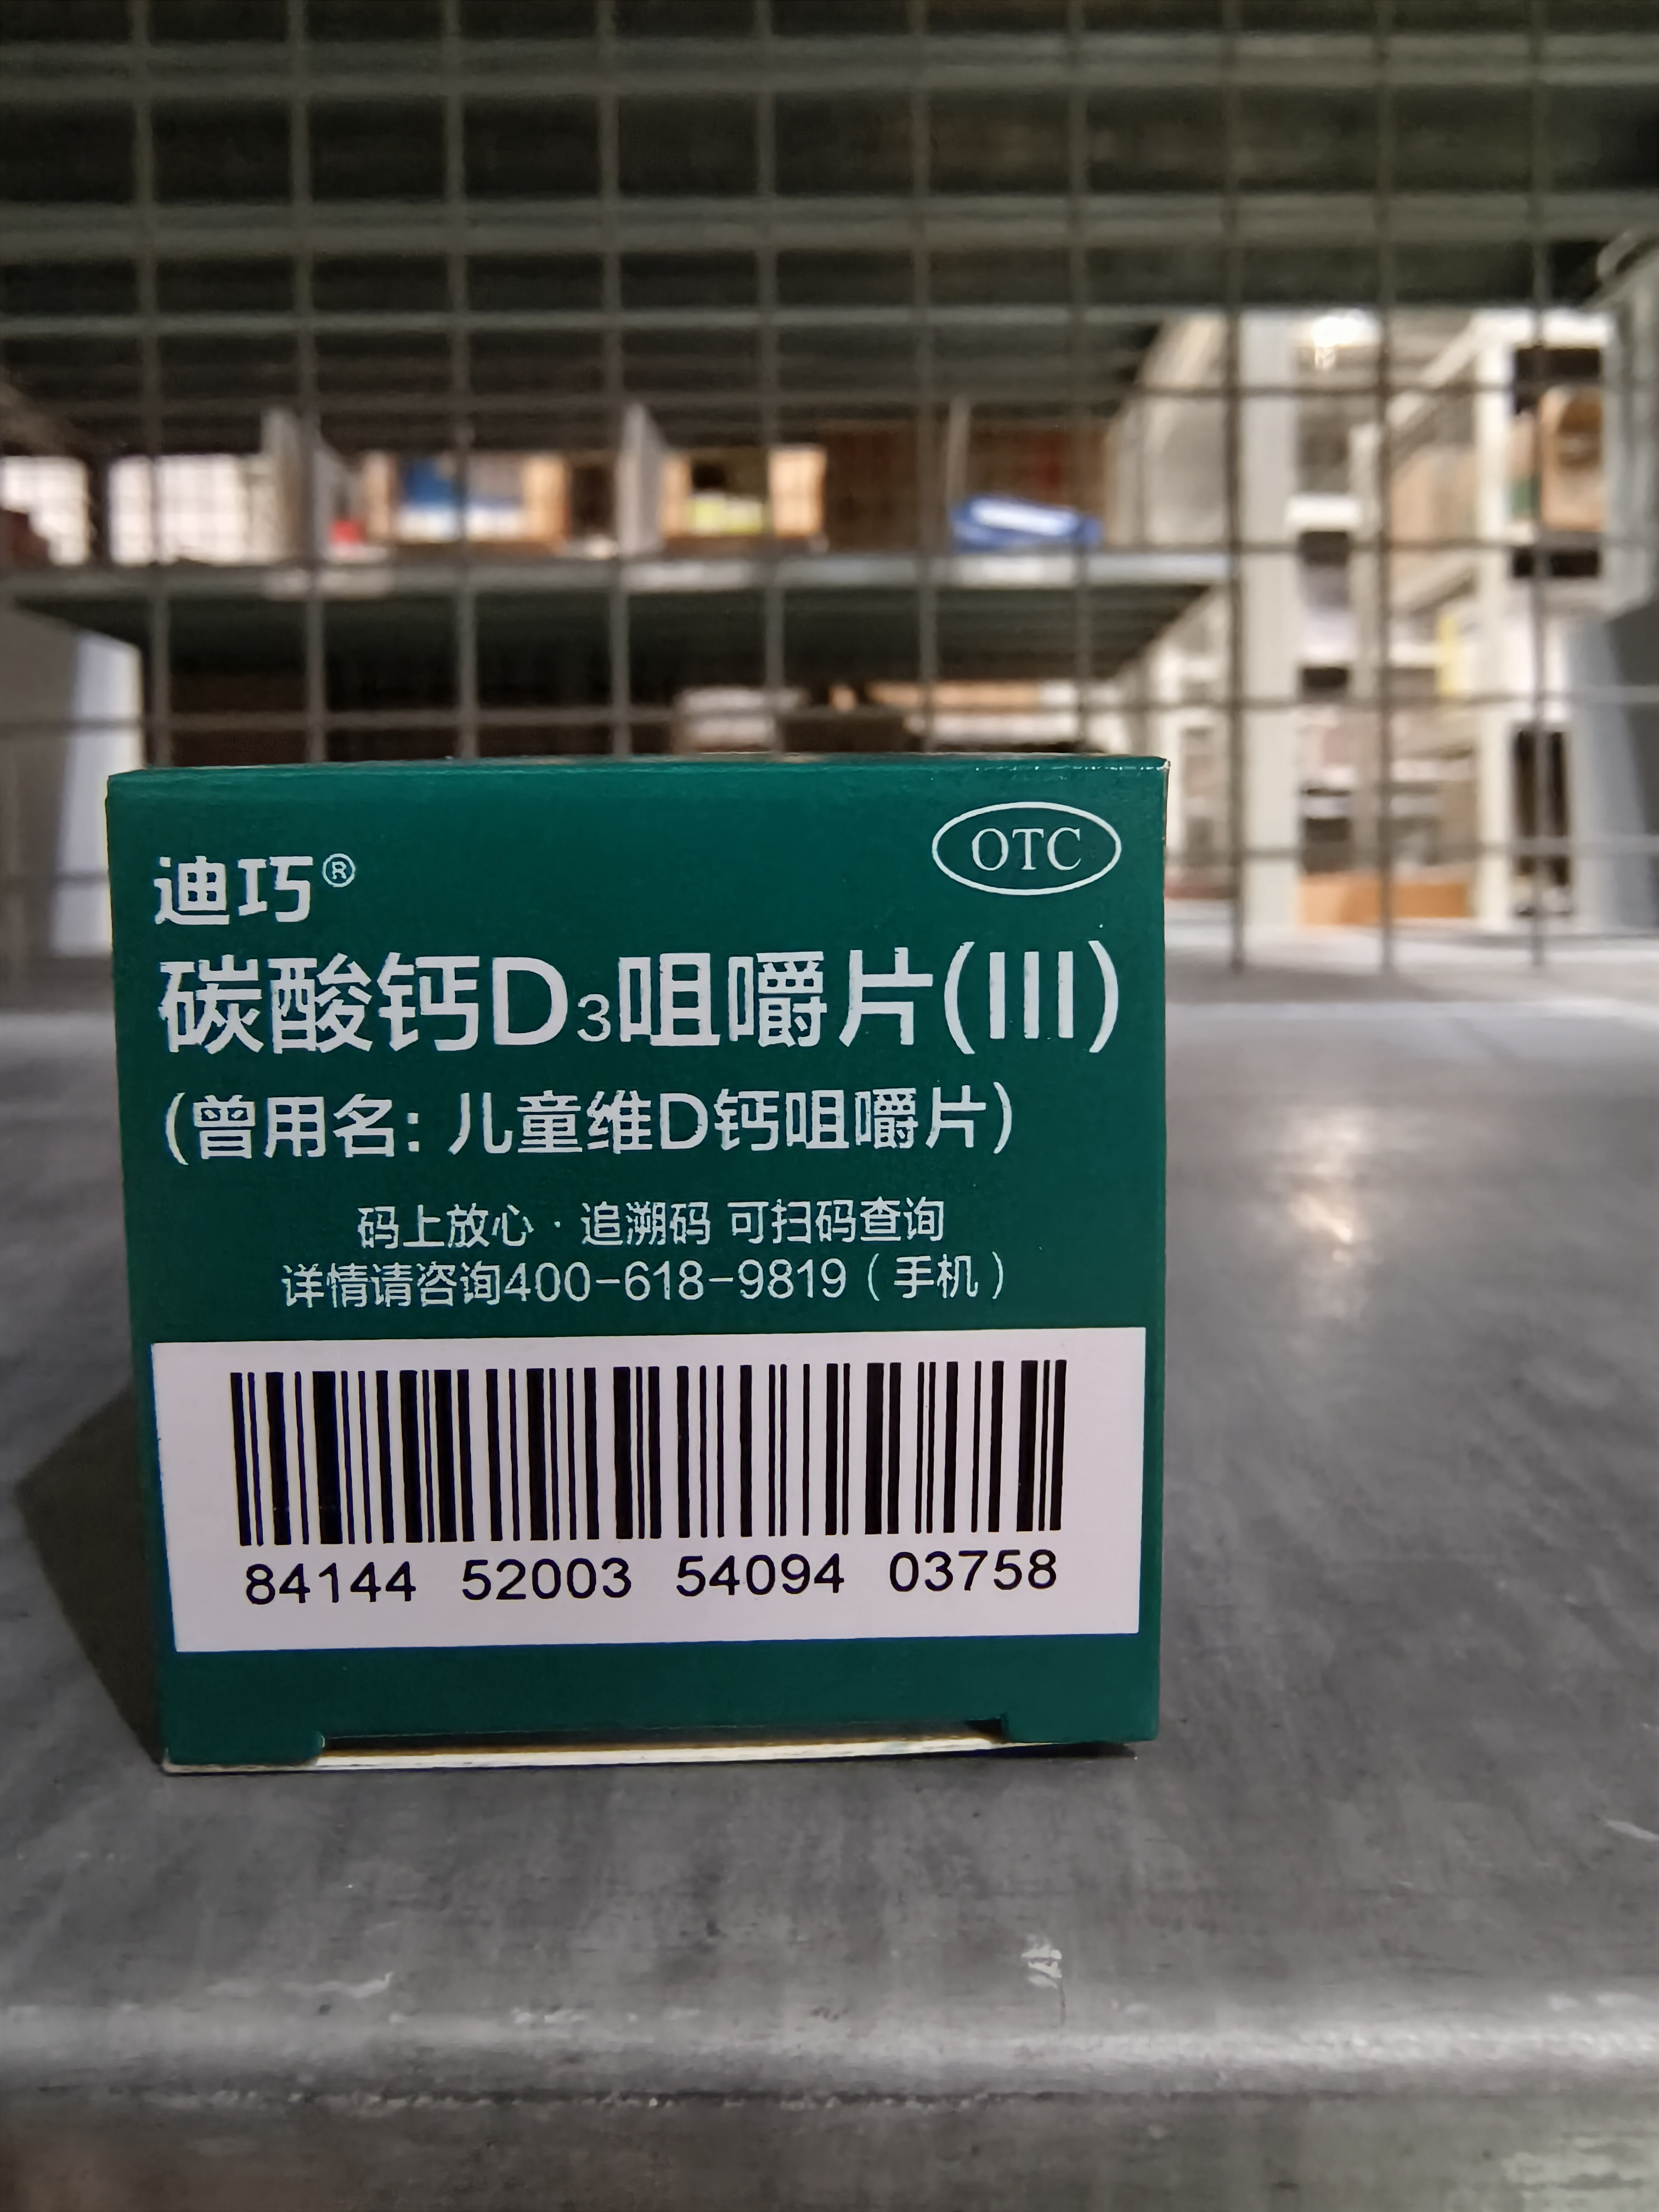 OTC
迪巧®
碳酸钙D₃咀嚼片(III)
(曾用名: 儿童维D钙咀嚼片)
码上放心·追溯码 可扫码查询
详情请咨询400-618-9819（手机）
84144 52003 54094 03758